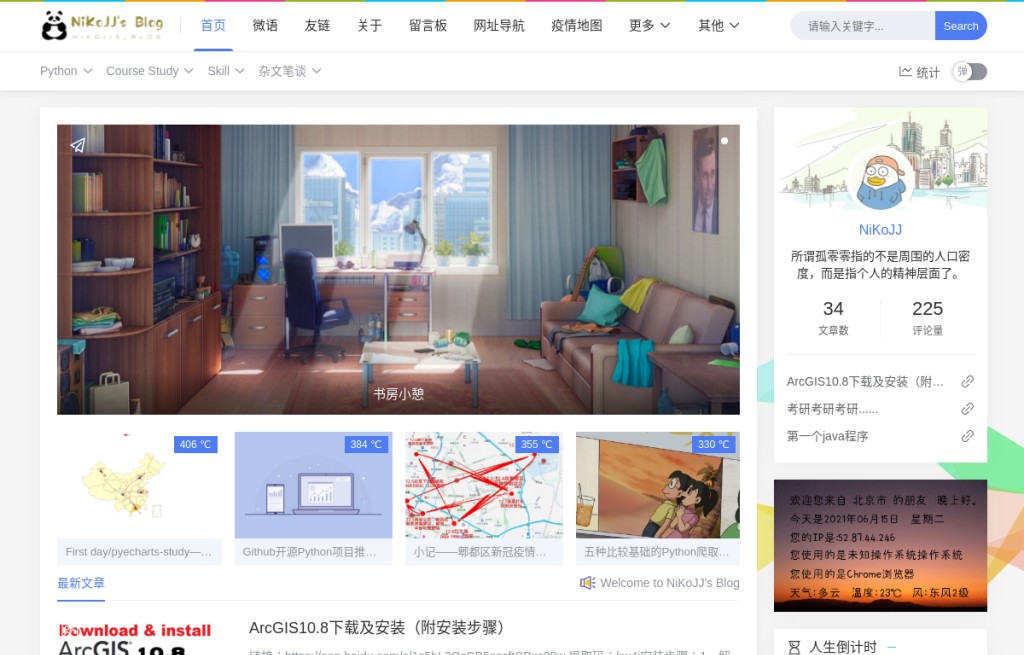 NiKoJJ's Blog
NIKOJJS_BLOG
首页
微语
友链
关于
留言板
网址导航
疫情地图
更多
其他
请输入关键字...
Search
Python
Course Study
Skill
杂文笔谈
统计
弹
书房小憩
406 ℃
384 ℃
355 ℃
330 ℃
First day/pyecharts-study—...
Github开源Python项目推...
小记——郫都区新冠疫情...
五种比较基础的Python爬取...
最新文章
Welcome to NiKoJJ's Blog
Download & install
ArcGIS 10.8
ArcGIS10.8下载及安装（附安装步骤）
NiKoJJ
所谓孤零零指的不是周围的人口密
度，而是指个人的精神层面了。
34
225
文章数
评论量
ArcGIS10.8下载及安装（附...
考研考研考研......
第一个java程序
欢迎您来自 北京市 的朋友 晚上好。
今天是2021年06月15日 星期二
您的IP是:52.87.44.246
您使用的是未知操作系统操作系统
您使用的是Chrome浏览器
天气:多云 温度:23℃ 风:东风2级
人生倒计时